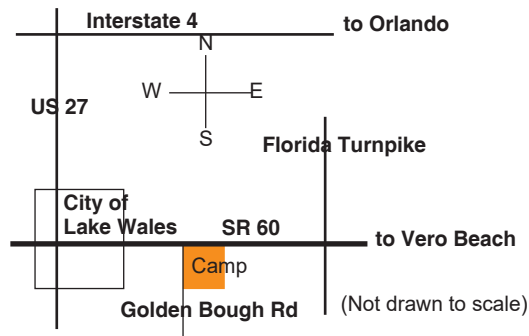 Interstate 4
to Orlando
N
W
E
S
US 27
Florida Turnpike
City of
Lake Wales
SR 60
to Vero Beach
Camp
Golden Bough Rd
(Not drawn to scale)